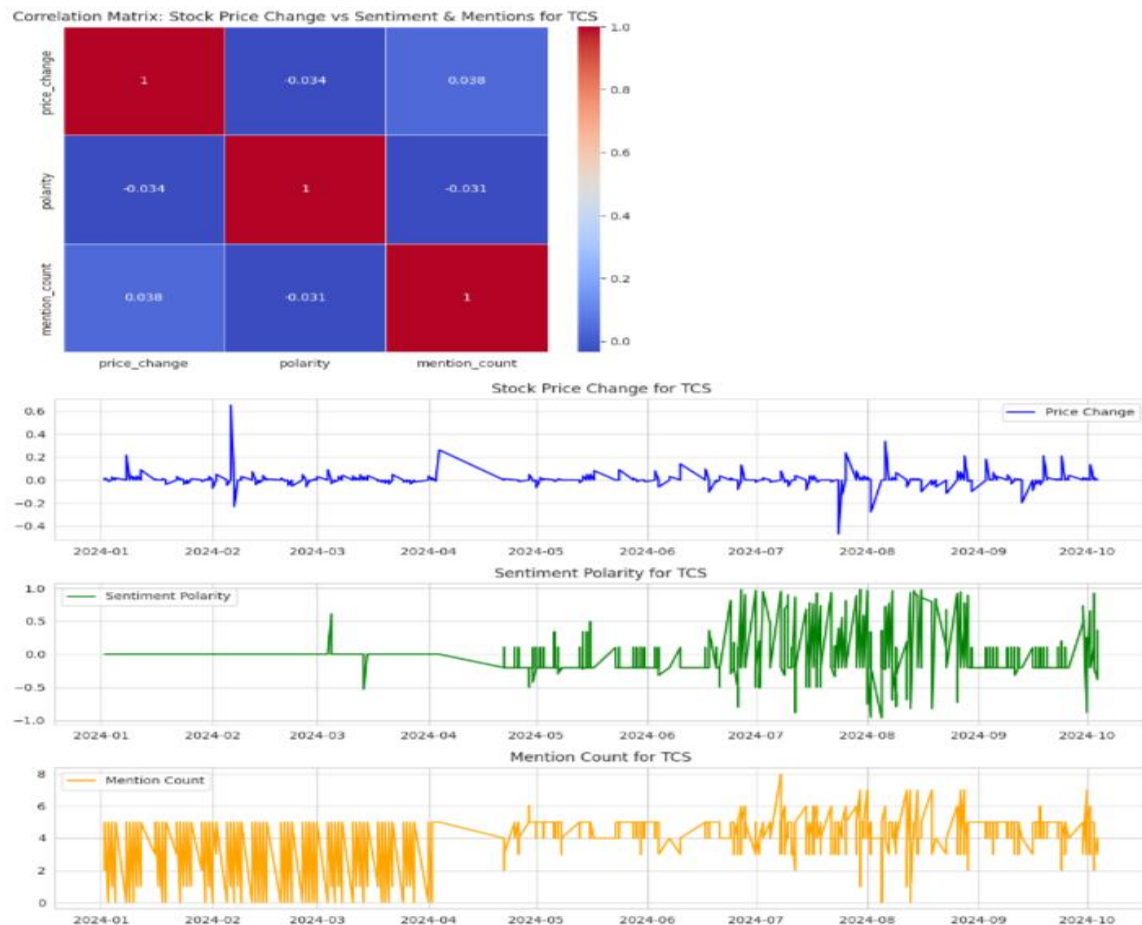 Correlation Matrix: Stock Price Change vs Sentiment & Mentions for TCS
1.0
price_change
1
-0.034
0.038
0.8
0.6
polarity
-0.034
1
-0.031
0.4
0.2
mention_count
0.038
-0.031
1
0.0
price_change polarity mention_count
Stock Price Change for TCS
Price Change
0.6
0.4
0.2
0.0
−0.2
−0.4
2024-01 2024-02 2024-03 2024-04 2024-05 2024-06 2024-07 2024-08 2024-09 2024-10
Sentiment Polarity for TCS
1.0
Sentiment Polarity
0.5
0.0
−0.5
−1.0
2024-01 2024-02 2024-03 2024-04 2024-05 2024-06 2024-07 2024-08 2024-09 2024-10
Mention Count for TCS
8
Mention Count
6
4
2
0
2024-01 2024-02 2024-03 2024-04 2024-05 2024-06 2024-07 2024-08 2024-09 2024-10